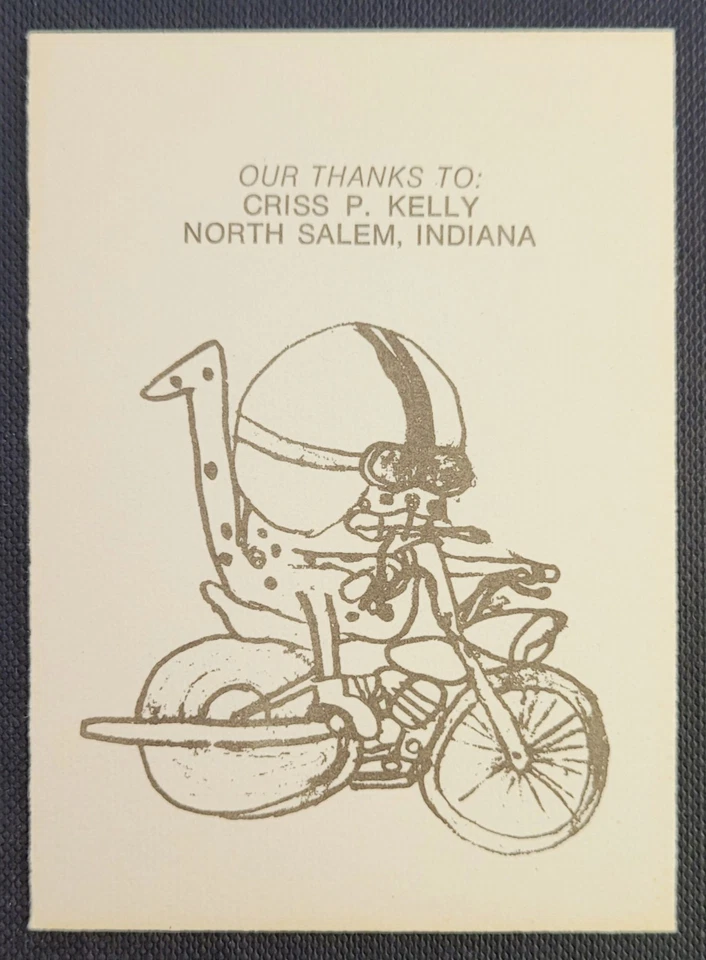 OUR THANKS TO:
CRISS P. KELLY
NORTH SALEM, INDIANA